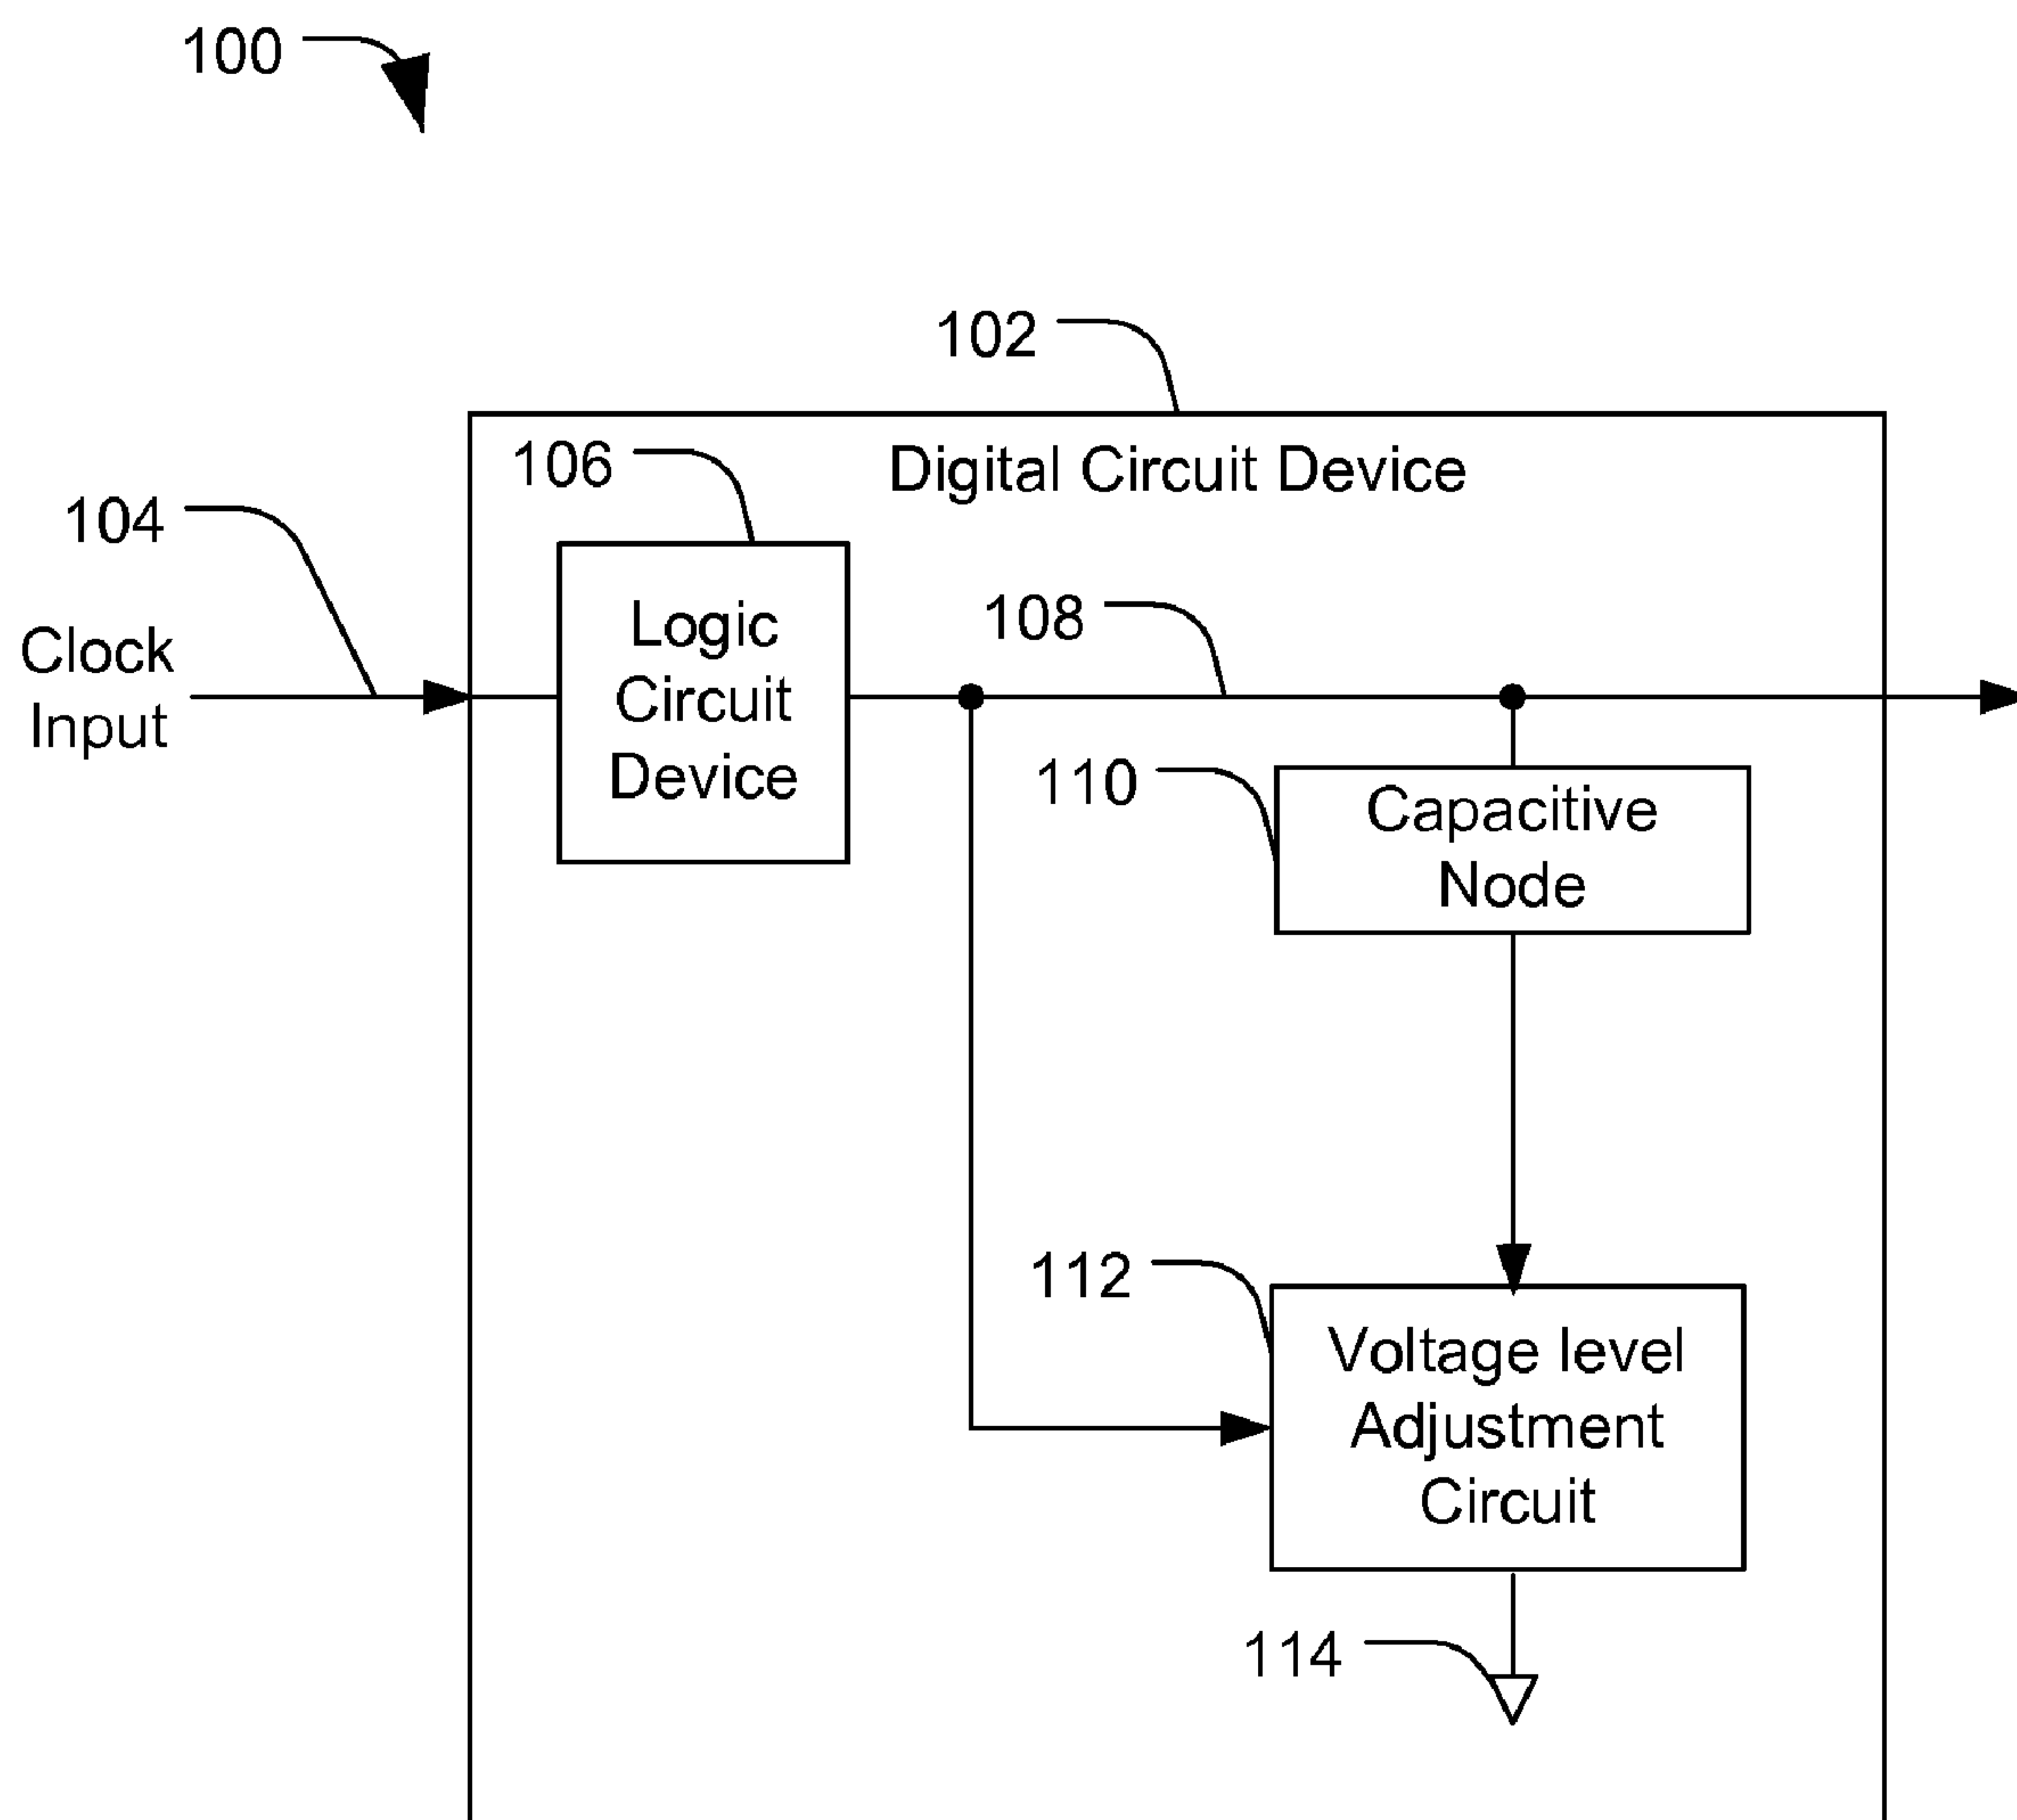 100
102
Digital Circuit Device
106
104
Clock
Input
Logic
Circuit
Device
108
110
Capacitive
Node
112
Voltage level
Adjustment
Circuit
114